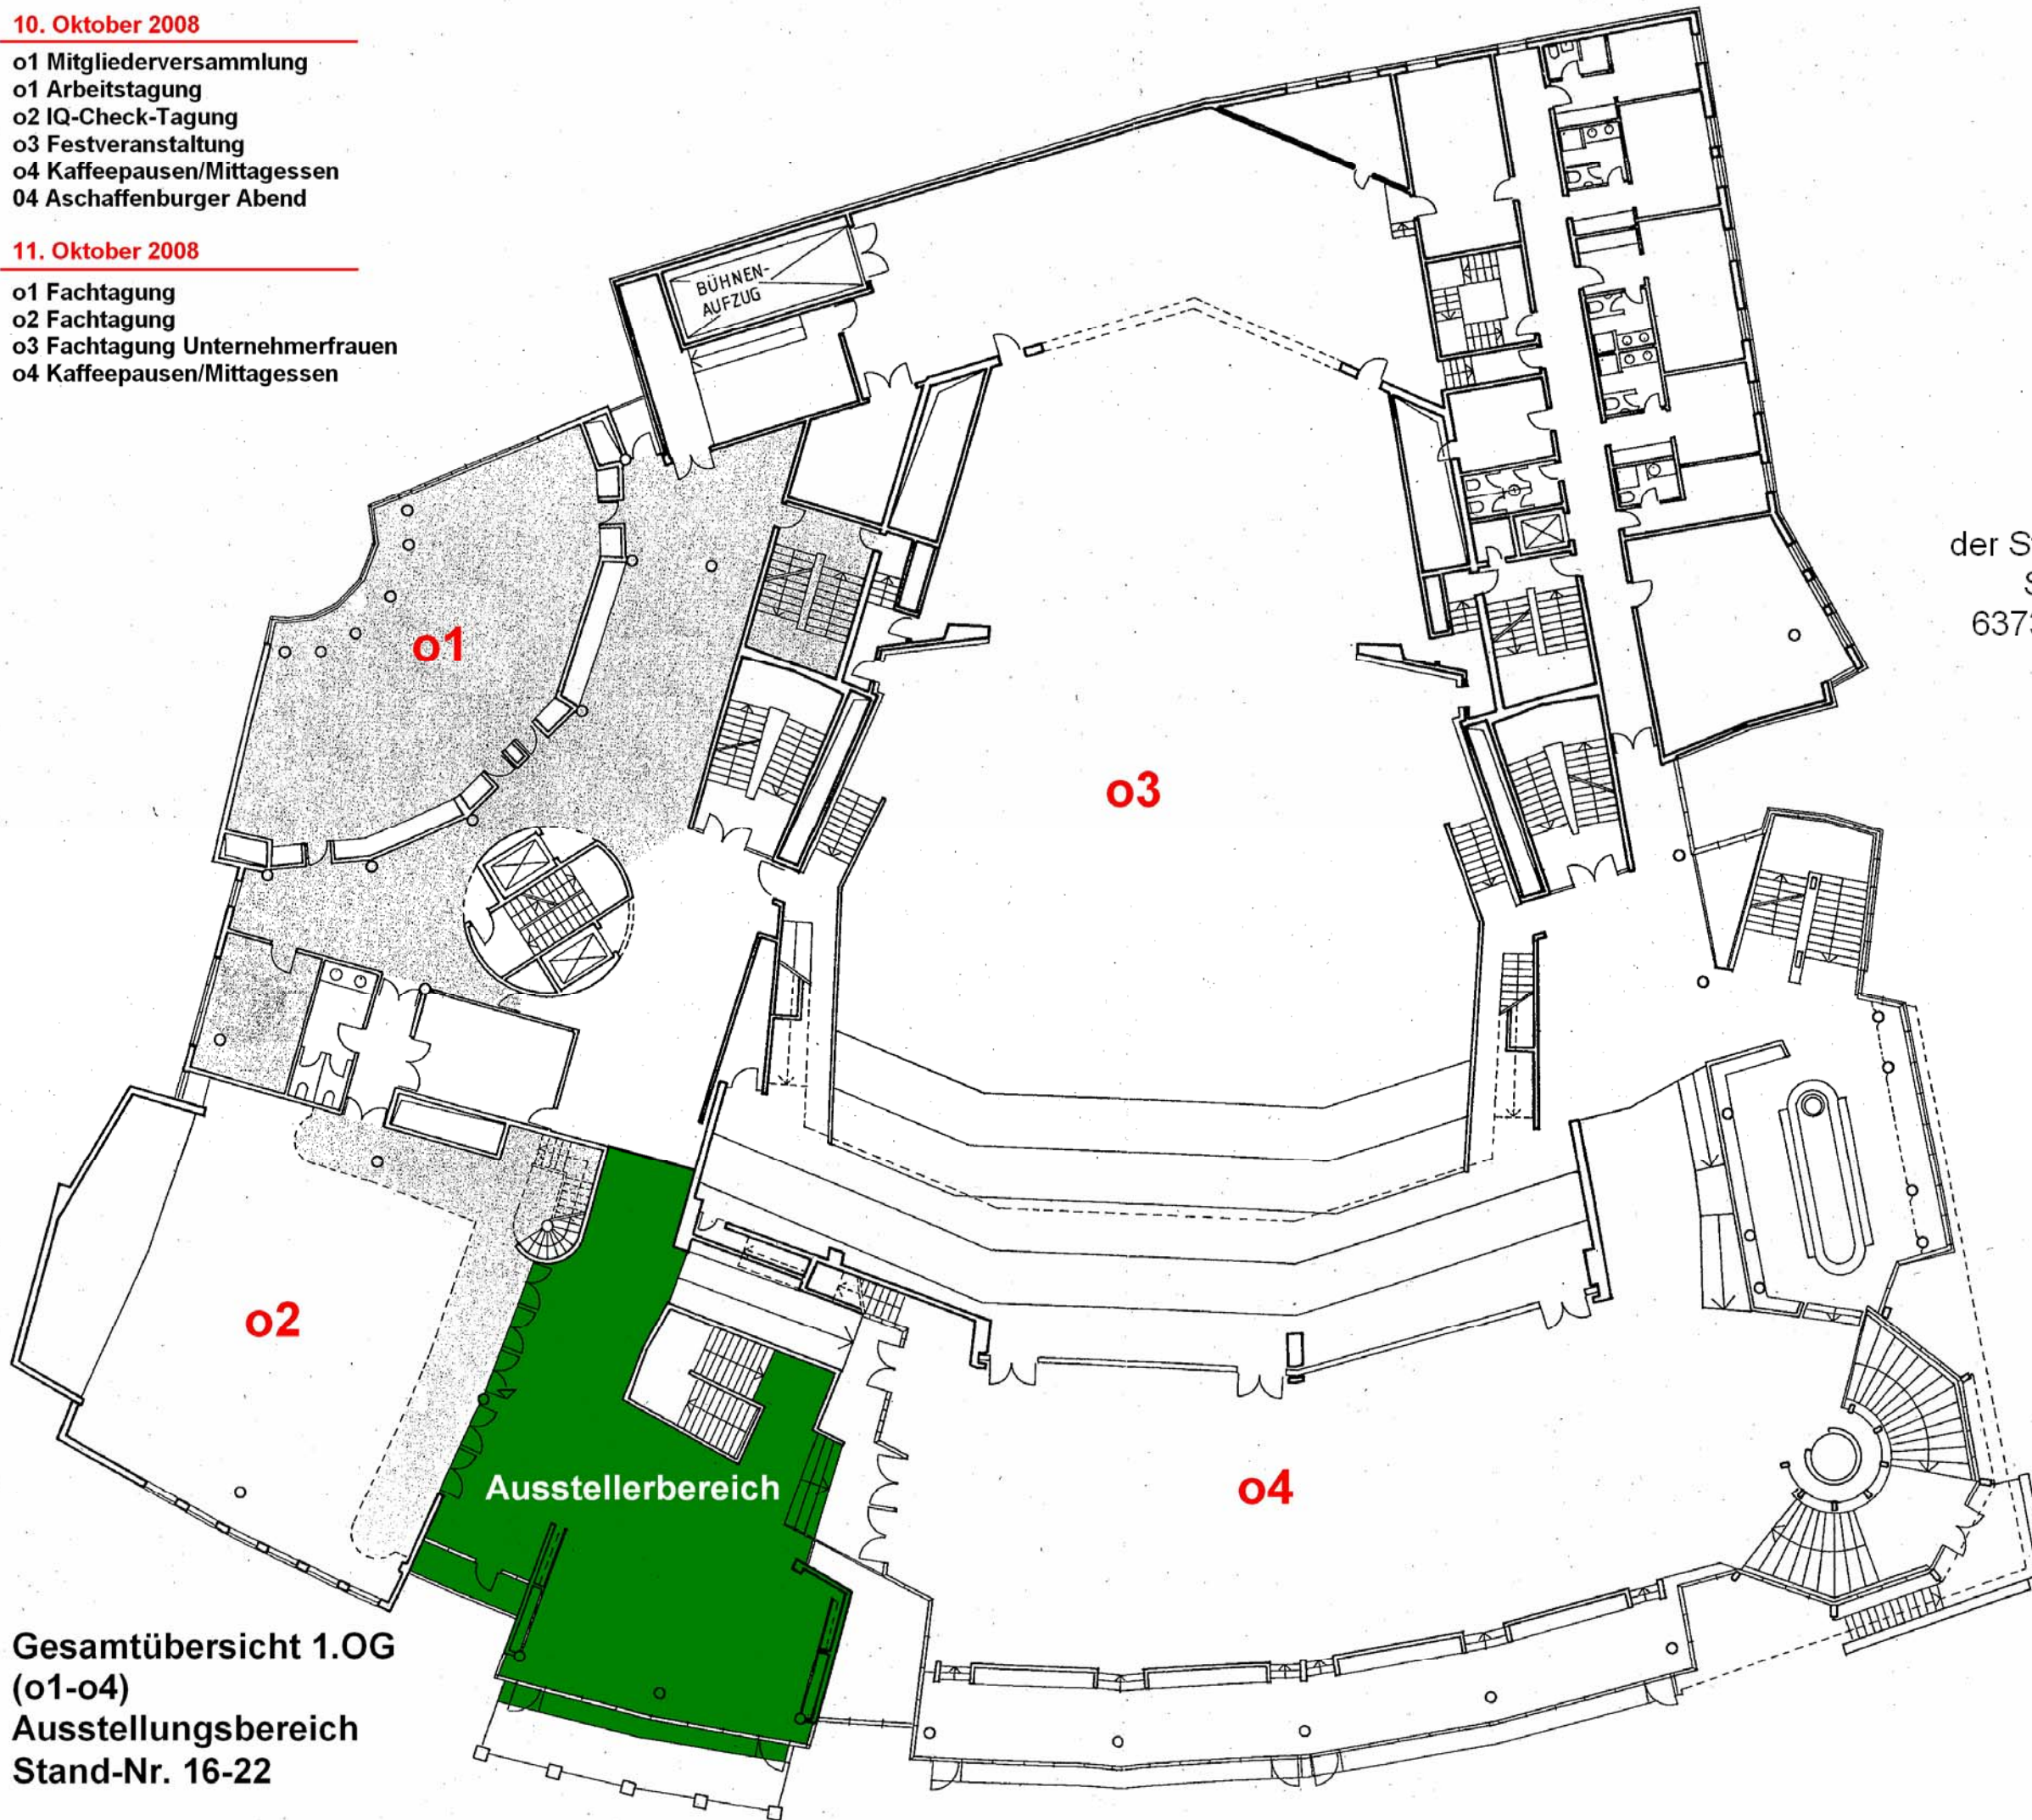 10. Oktober 2008
o1 Mitgliederversammlung
o1 Arbeitstagung
o2 IQ-Check-Tagung
o3 Festveranstaltung
o4 Kaffeepausen/Mittagessen
04 Aschaffenburger Abend
11. Oktober 2008
o1 Fachtagung
o2 Fachtagung
o3 Fachtagung Unternehmerfrauen
o4 Kaffeepausen/Mittagessen
BÜHNEN-
AUFZUG
der S
S
6373
o1
o3
o2
Ausstellerbereich
o4
Gesamtübersicht 1.OG
(o1-o4)
Ausstellungsbereich
Stand-Nr. 16-22